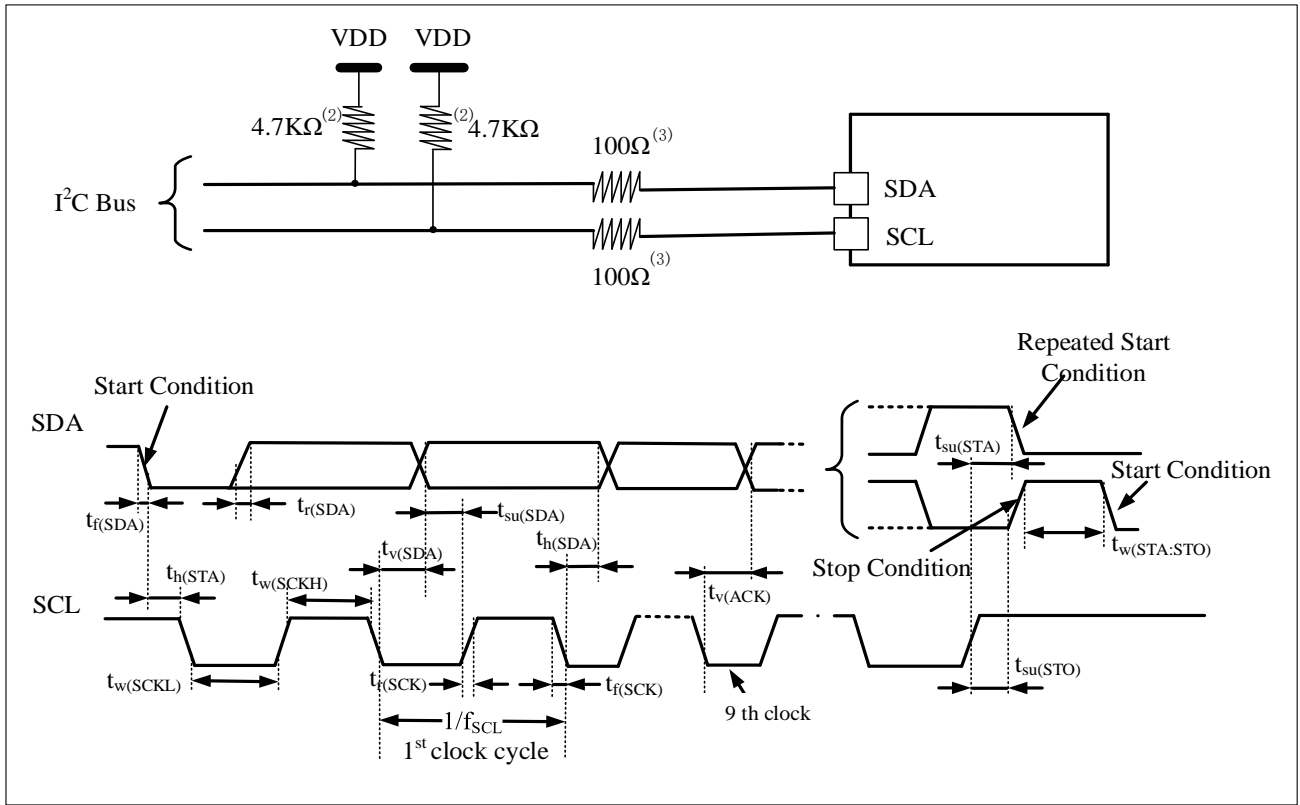 VDD VDD
4.7KΩ(2) (2)4.7KΩ
100Ω(3)
I2C Bus
SDA
SCL
100Ω(3)
Repeated Start
Condition
Start Condition
SDA
tsu(STA)
Start Condition
tf(SDA)
tr(SDA)
tsu(SDA)
tw(STA:STO)
tv(SDA)
th(SDA)
Stop Condition
th(STA)
tw(SCKH)
tv(ACK)
SCL
tw(SCKL)
tf(SCK)
tf(SCK)
tsu(STO)
9 th clock
1/fSCL
1st clock cycle